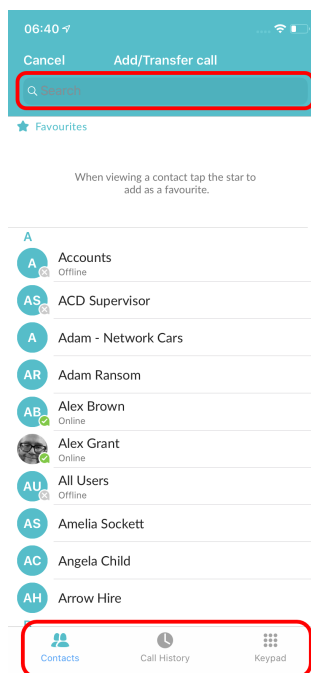 06:40
Cancel Add/Transfer call
Search
Favourites
When viewing a contact tap the star to
add as a favourite.
A
A Accounts
Offline
AS ACD Supervisor
A Adam - Network Cars
AR Adam Ransom
AB Alex Brown
Online
Alex Grant
Online
AU All Users
Offline
AS Amelia Sockett
AC Angela Child
AH Arrow Hire
Contacts Call History Keypad